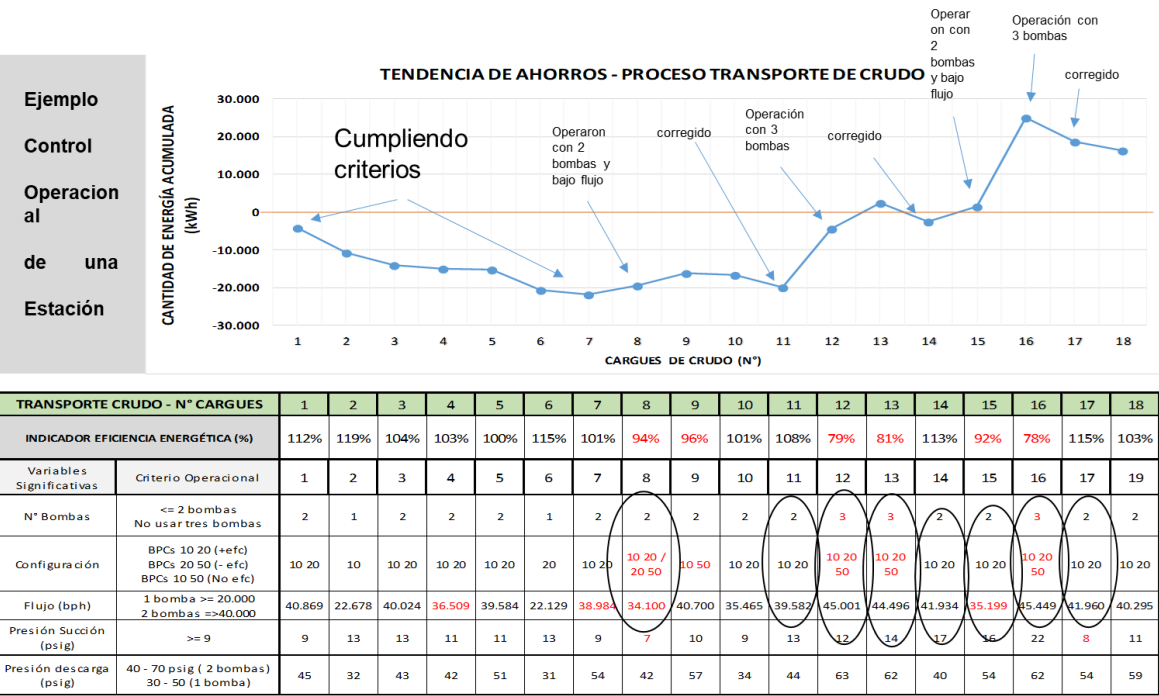 Operar
on con
2
bombas
y bajo
flujo
Operación con
3 bombas
corregido
Ejemplo
Control
Operacion
al
de una
Estación
TENDENCIA DE AHORROS - PROCESO TRANSPORTE DE CRUDO
CANTIDAD DE ENERGÍA ACUMULADA
(kWh)
30.000
20.000
10.000
0
-10.000
-20.000
-30.000
Cumpliendo
criterios
Operaron
con 2
bombas y
bajo flujo
corregido
Operación
con 3
bombas
corregido
1 2 3 4 5 6 7 8 9 10 11 12 13 14 15 16 17 18
CARGUES DE CRUDO (N°)
TRANSPORTE CRUDO - N° CARGUES 1 2 3 4 5 6 7 8 9 10 11 12 13 14 15 16 17 18
INDICADOR EFICIENCIA ENERGÉTICA (%) 112% 119% 104% 103% 100% 115% 101% 94% 96% 101% 108% 79% 81% 113% 92% 78% 115% 103%
Variables
Significativas
Criterio Operacional 1 2 3 4 5 6 7 8 9 10 11 12 13 14 15 16 17 19
N° Bombas
<= 2 bombas
No usar tres bombas
2 1 2 2 2 1 2 2 2 2 2 3 3 2 2 3 2 2
Configuración
BPCs 10 20 (+efc)
BPCs 20 50 (- efc)
BPCs 10 50 (No efc)
10 20 10 10 20 10 20 10 20 20 10 20 10 20 / 20 50 10 50 10 20 10 20 10 20 50 10 20 50 10 20 10 20 10 20 50 10 20 10 20
Flujo (bph)
1 bomba >= 20.000
2 bombas =>40.000
40.869 22.678 40.024 36.509 39.584 22.129 38.984 34.100 40.700 35.465 39.582 45.001 44.496 41.934 35.199 45.449 41.960 40.295
Presión Succión
(psig)
>= 9 9 13 13 11 11 13 9 7 10 9 13 12 14 17 16 22 8 11
Presión descarga
(psig)
40 - 70 psig ( 2 bombas)
30 - 50 (1 bomba)
45 32 43 42 51 31 54 42 57 34 44 63 62 40 54 62 54 59